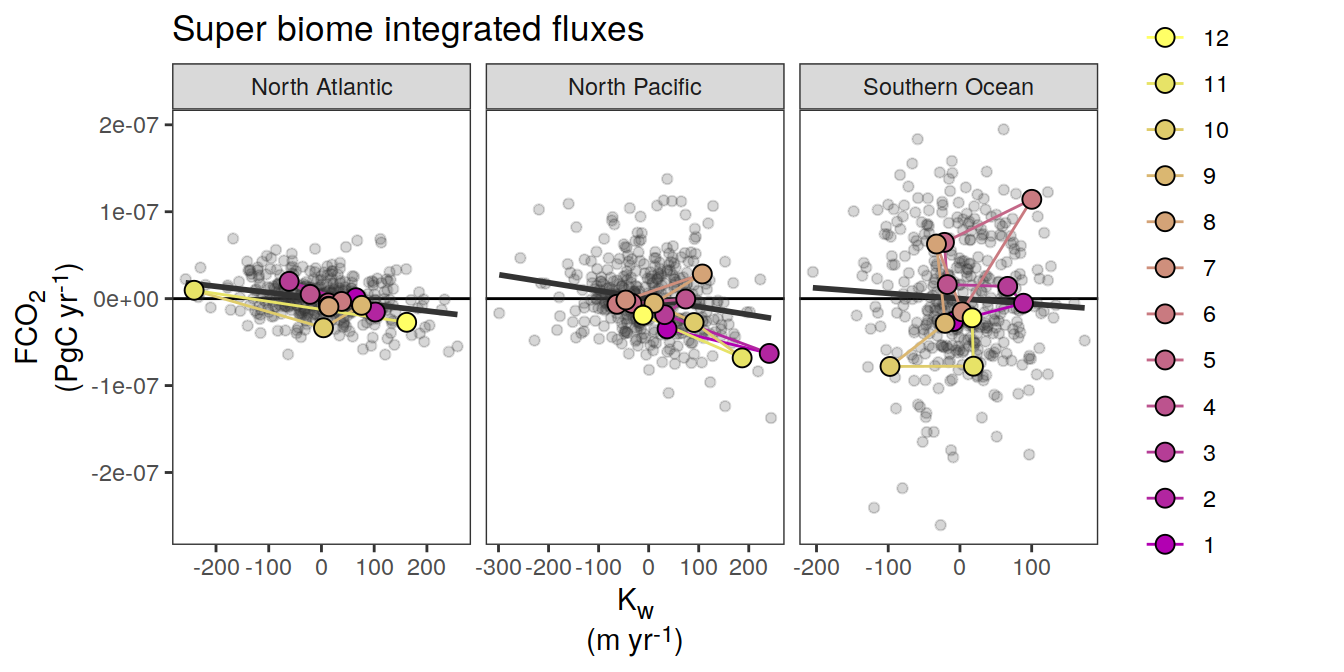 Super biome integrated fluxes
North Atlantic
North Pacific
Southern Ocean
2e-07
1e-07
0e+00
-1e-07
-2e-07
FCO2
(PgC yr-1)
-200 -100 0 100 200
-300 -200 -100 0 100 200
-200 -100 0 100
Kw
(m yr-1)
12
11
10
9
8
7
6
5
4
3
2
1